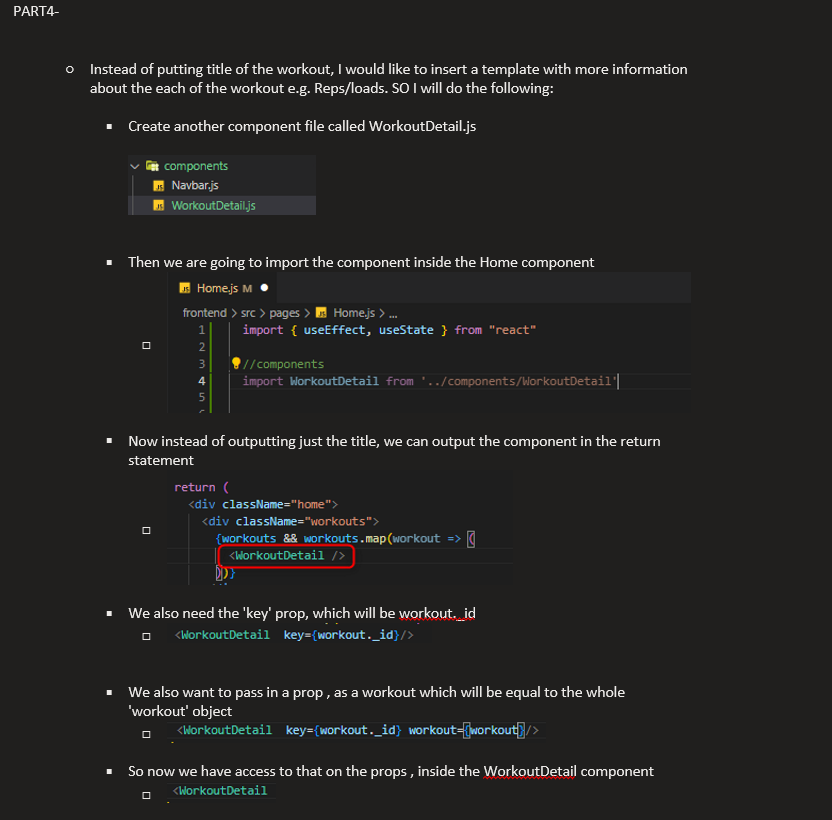 PART4-
Instead of putting title of the workout, I would like to insert a template with more information
about the each of the workout e.g. Reps/loads. SO I will do the following:
Create another component file called WorkoutDetail.js
components
JS Navbar.js
JS WorkoutDetail.js
Then we are going to import the component inside the Home component
JS Home.js M
frontend > src > pages > JS Home.js > ...
1 import { useEffect, useState } from "react"
2
3 //components
4 import WorkoutDetail from '../components/WorkoutDetail'
5
Now instead of outputting just the title, we can output the component in the return
statement
return (
<div className="home">
<div className="workouts">
{workouts && workouts.map(workout => (
<WorkoutDetail />
))}
We also need the 'key' prop, which will be workout._id
<WorkoutDetail key={workout._id}/>
We also want to pass in a prop , as a workout which will be equal to the whole
'workout' object
<WorkoutDetail key={workout._id} workout={workout}/>
So now we have access to that on the props , inside the WorkoutDetail component
<WorkoutDetail